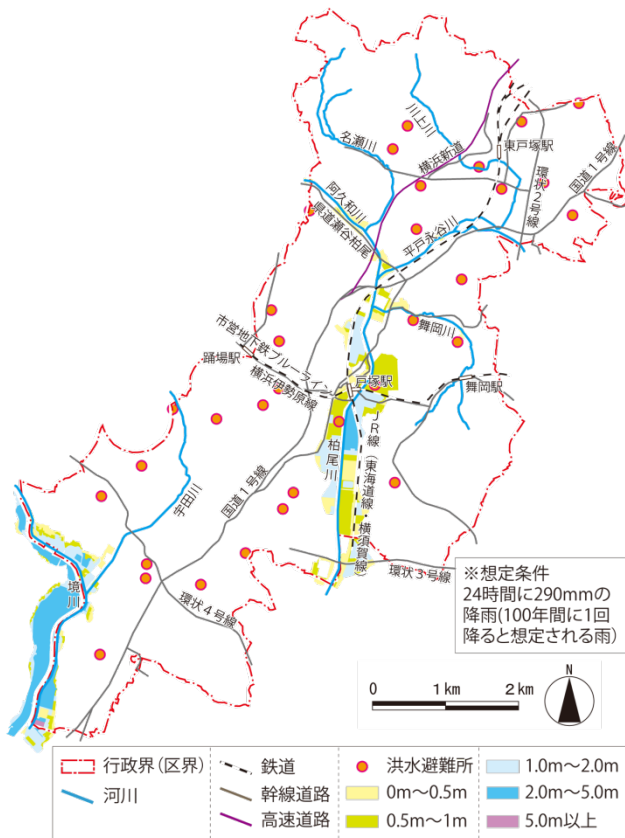 川上川
名瀬川
横浜新道
東戸塚駅
環状2号線
国道1号線
阿久和川
県道瀬谷柏尾
平戸永谷川
舞岡川
市営地下鉄ブルーライン
踊場駅
横浜伊勢原線
戸塚駅
舞岡駅
柏尾川
JR線(東海道線・横須賀線)
国道1号線
宇田川
境川
環状3号線
環状4号線
※想定条件
24時間に290mmの
降雨(100年間に1回
降ると想定される雨)
0 1km 2km
N
行政界(区界)
河川
鉄道
幹線道路
高速道路
洪水避難所
0m～0.5m
0.5m～1m
1.0m～2.0m
2.0m～5.0m
5.0m以上